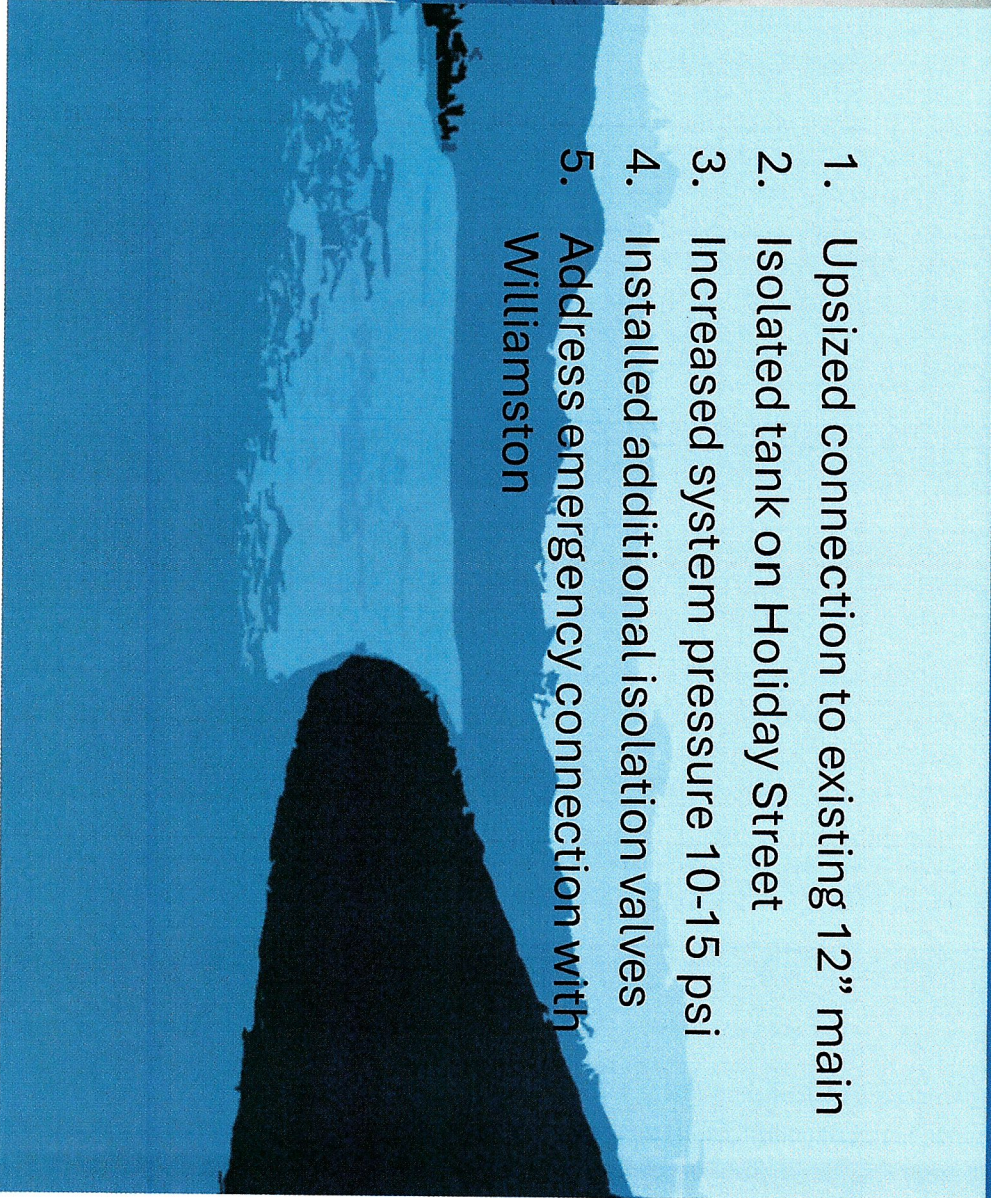 1. Upsized connection to existing 12” main
2. Isolated tank on Holiday Street
3. Increased system pressure 10-15 psi
4. Installed additional isolation valves
5. Address emergency connection with
Williamston